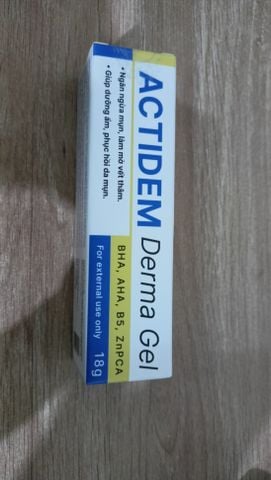 ACTIDEM Derma Gel
• Ngăn ngừa mụn, làm mờ vết thâm.
• Giúp dưỡng ẩm, phục hồi da mụn.
BHA, AHA, B5, ZnPCA
For external use only
18g